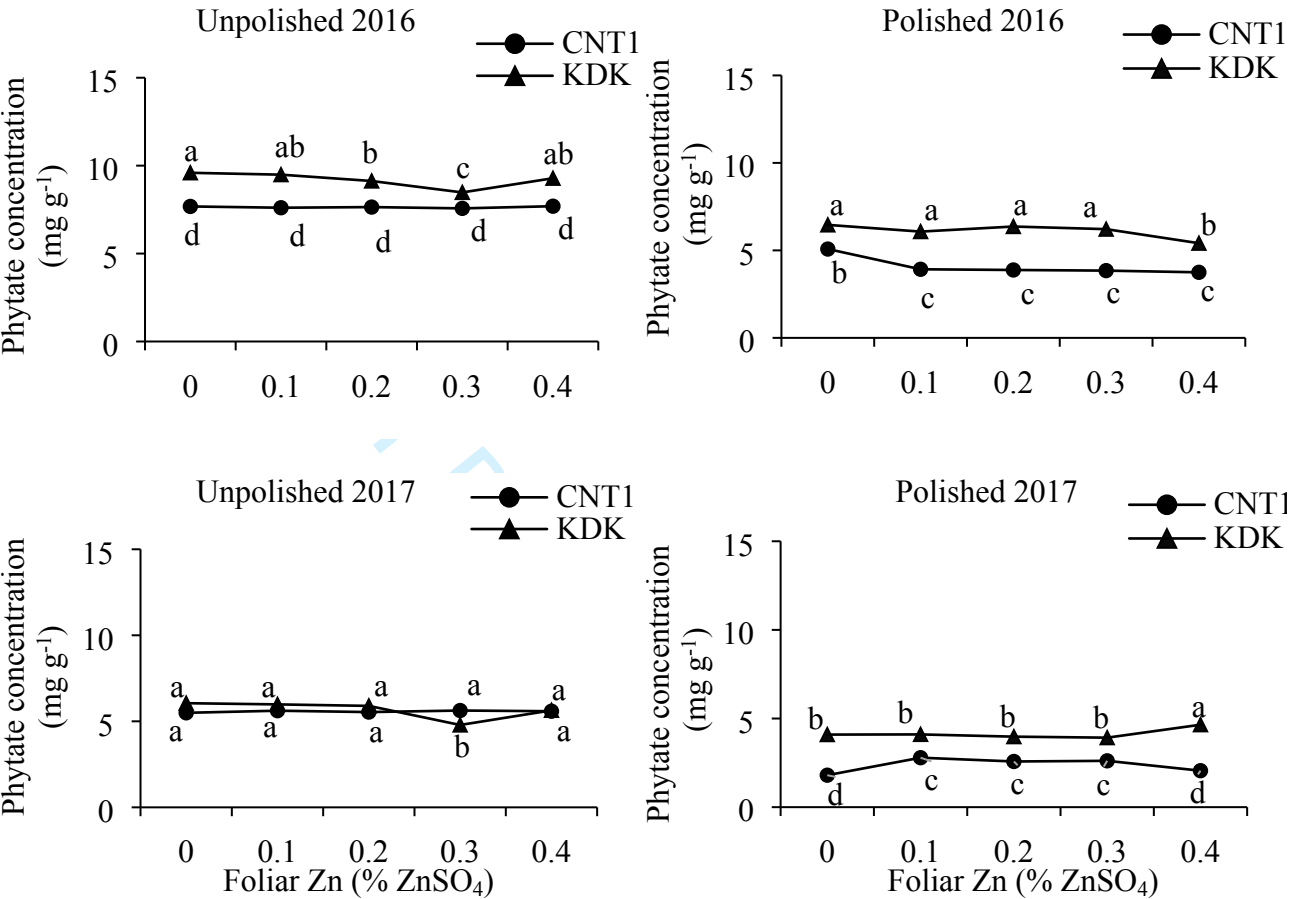 Unpolished 2016
CNT1
KDK
Phytate concentration
(mg g⁻¹)
15
10
5
0
a ab b c ab
d d d d d
0 0.1 0.2 0.3 0.4
Polished 2016
CNT1
KDK
Phytate concentration
(mg g⁻¹)
15
10
5
0
a a a a b
b c c c c
0 0.1 0.2 0.3 0.4
Unpolished 2017
CNT1
KDK
Phytate concentration
(mg g⁻¹)
15
10
5
0
a a a a a
a a a b a
0 0.1 0.2 0.3 0.4
Foliar Zn (% ZnSO₄)
Polished 2017
CNT1
KDK
Phytate concentration
(mg g⁻¹)
15
10
5
0
b b b b a
d c c c d
0 0.1 0.2 0.3 0.4
Foliar Zn (% ZnSO₄)